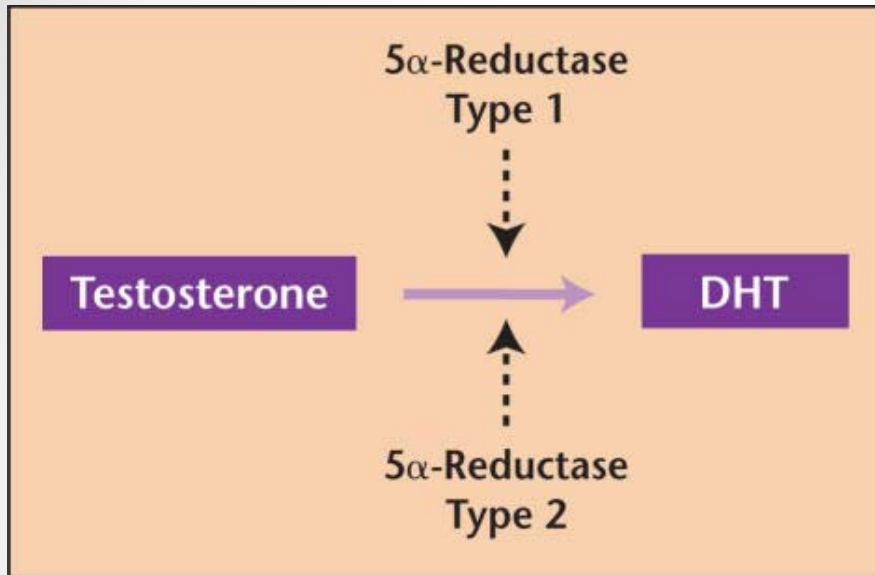 5α-Reductase
Type 1
Testosterone
DHT
5α-Reductase
Type 2